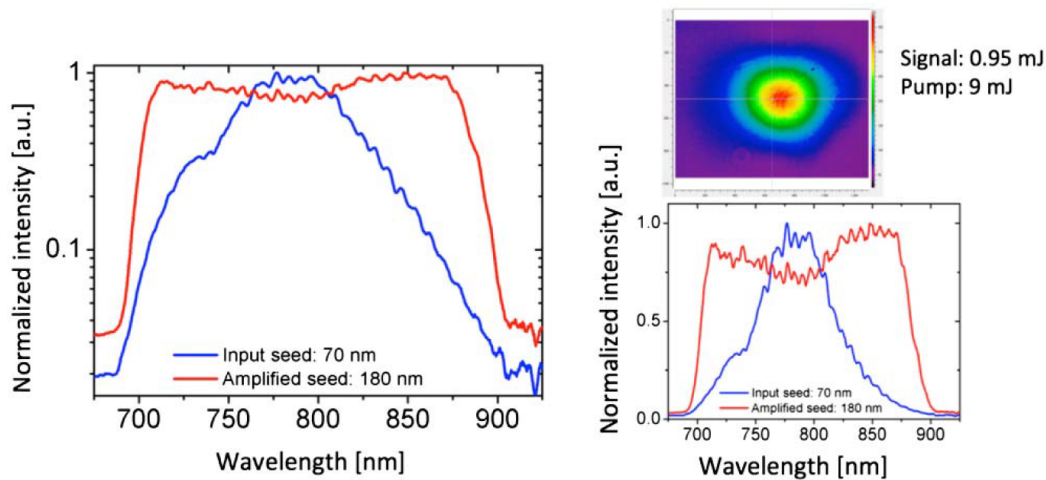 Normalized intensity [a.u.]
1
0.1
Input seed: 70 nm
Amplified seed: 180 nm
700 750 800 850 900
Wavelength [nm]
Signal: 0.95 mJ
Pump: 9 mJ
Normalized intensity [a.u.]
1.0
0.5
0.0
Input seed: 70 nm
Amplified seed: 180 nm
700 750 800 850 900
Wavelength [nm]